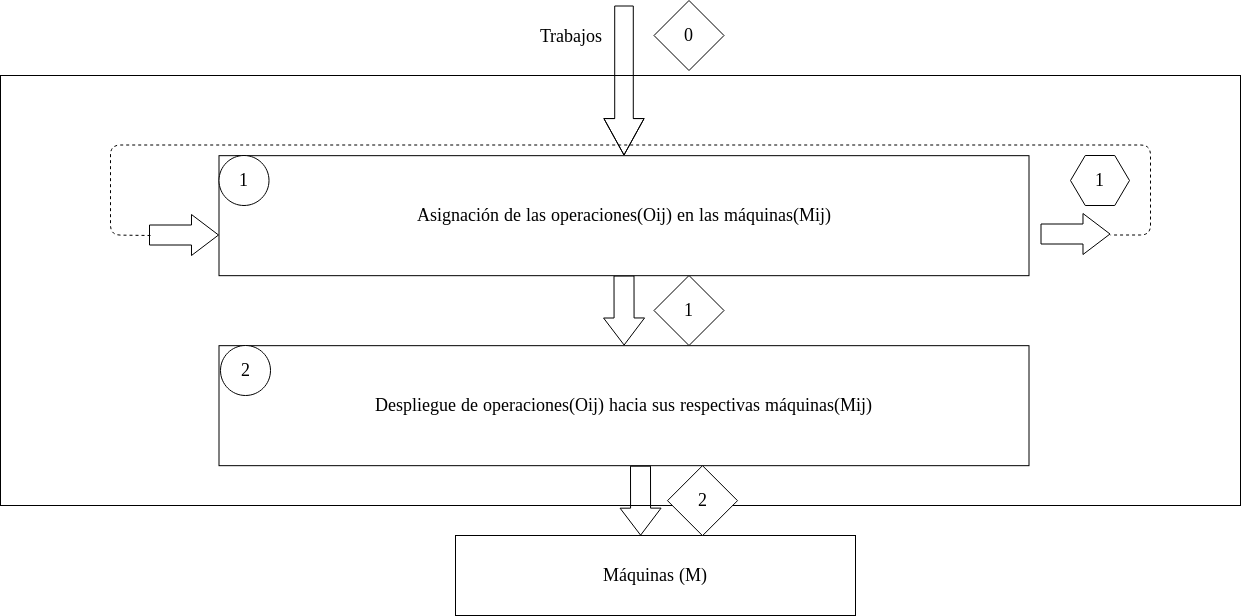 Trabajos
0
1
1
Asignación de las operaciones(Oij) en las máquinas(Mij)
1
2
Despliegue de operaciones(Oij) hacia sus respectivas máquinas(Mij)
2
Máquinas (M)